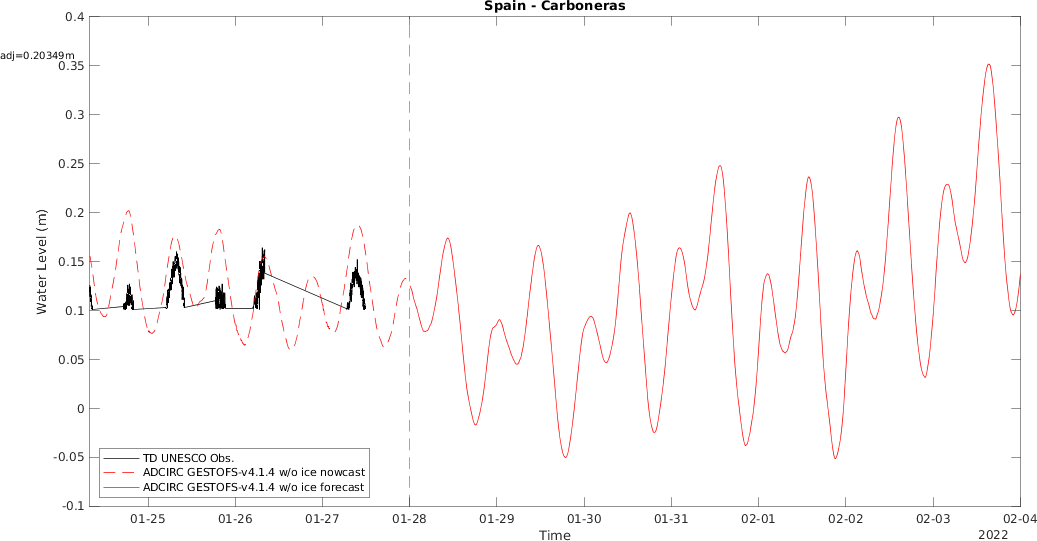 Spain - Carboneras
adj=0.20349m
0.4
0.35
0.3
0.25
0.2
0.15
0.1
0.05
0
-0.05
-0.1
Water Level (m)
TD UNESCO Obs.
ADCIRC GESTOFS-v4.1.4 w/o ice nowcast
ADCIRC GESTOFS-v4.1.4 w/o ice forecast
01-25 01-26 01-27 01-28 01-29 01-30 01-31 02-01 02-02 02-03 02-04
Time
2022